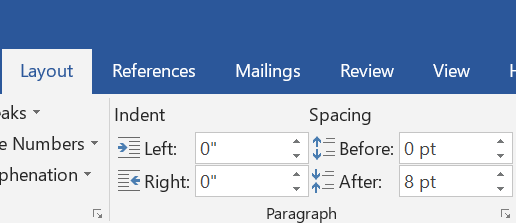 Layout References Mailings Review View H
aks Indent Spacing
e Numbers Left: 0" Before: 0 pt
phenation Right: 0" After: 8 pt
Paragraph